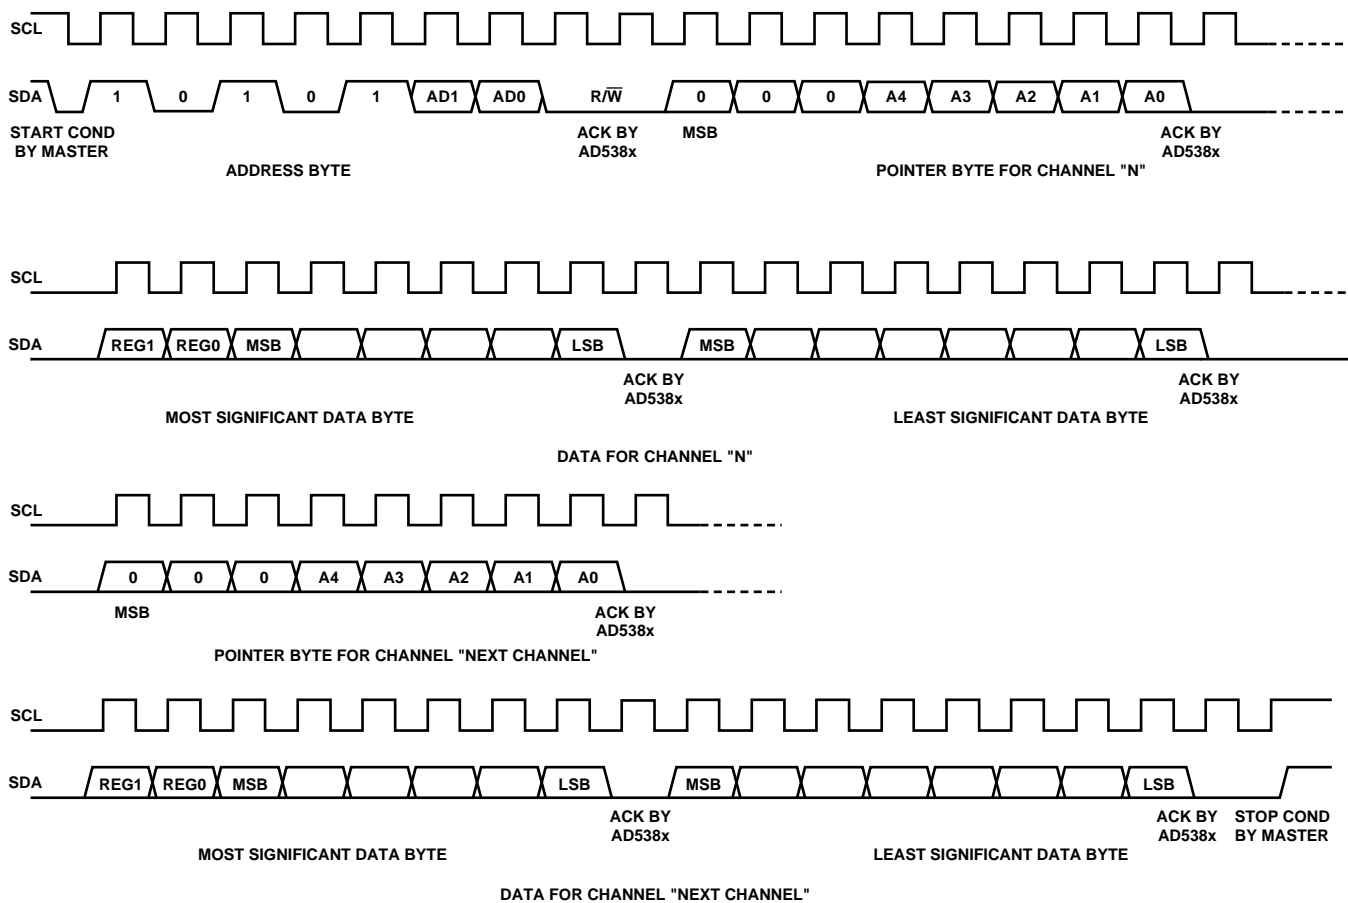 SCL
SDA 1 0 1 0 1 AD1 AD0 R/W̅ 0 0 0 A4 A3 A2 A1 A0
START COND BY MASTER
ACK BY AD538x
MSB
ACK BY AD538x
ADDRESS BYTE
POINTER BYTE FOR CHANNEL "N"
SCL
SDA REG1 REG0 MSB LSB MSB LSB
ACK BY AD538x
ACK BY AD538x
MOST SIGNIFICANT DATA BYTE
LEAST SIGNIFICANT DATA BYTE
DATA FOR CHANNEL "N"
SCL
SDA 0 0 0 A4 A3 A2 A1 A0
MSB
ACK BY AD538x
POINTER BYTE FOR CHANNEL "NEXT CHANNEL"
SCL
SDA REG1 REG0 MSB LSB MSB LSB
ACK BY AD538x
ACK BY AD538x
STOP COND BY MASTER
MOST SIGNIFICANT DATA BYTE
LEAST SIGNIFICANT DATA BYTE
DATA FOR CHANNEL "NEXT CHANNEL"